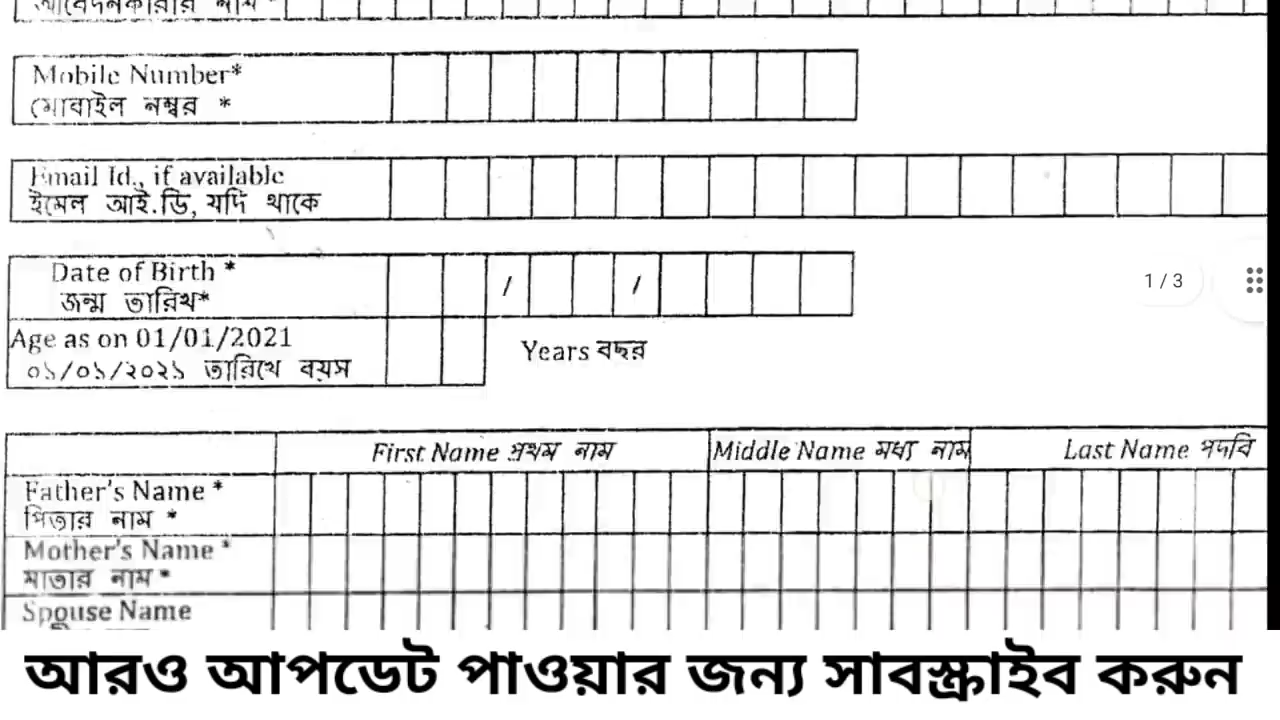 আবেদনকারীর নাম *
Mobile Number*
মোবাইল নম্বর *
Email Id., if available
ইমেল আই.ডি, যদি থাকে
Date of Birth *
জন্ম তারিখ*
/ /
Age as on 01/01/2021
০১/০১/২০২১ তারিখে বয়স
Years বছর
1 / 3
First Name প্রথম নাম Middle Name মধ্য নাম Last Name পদবি
Father's Name *
পিতার নাম *
Mother's Name *
মাতার নাম *
Spouse Name
আরও আপডেট পাওয়ার জন্য সাবস্ক্রাইব করুন